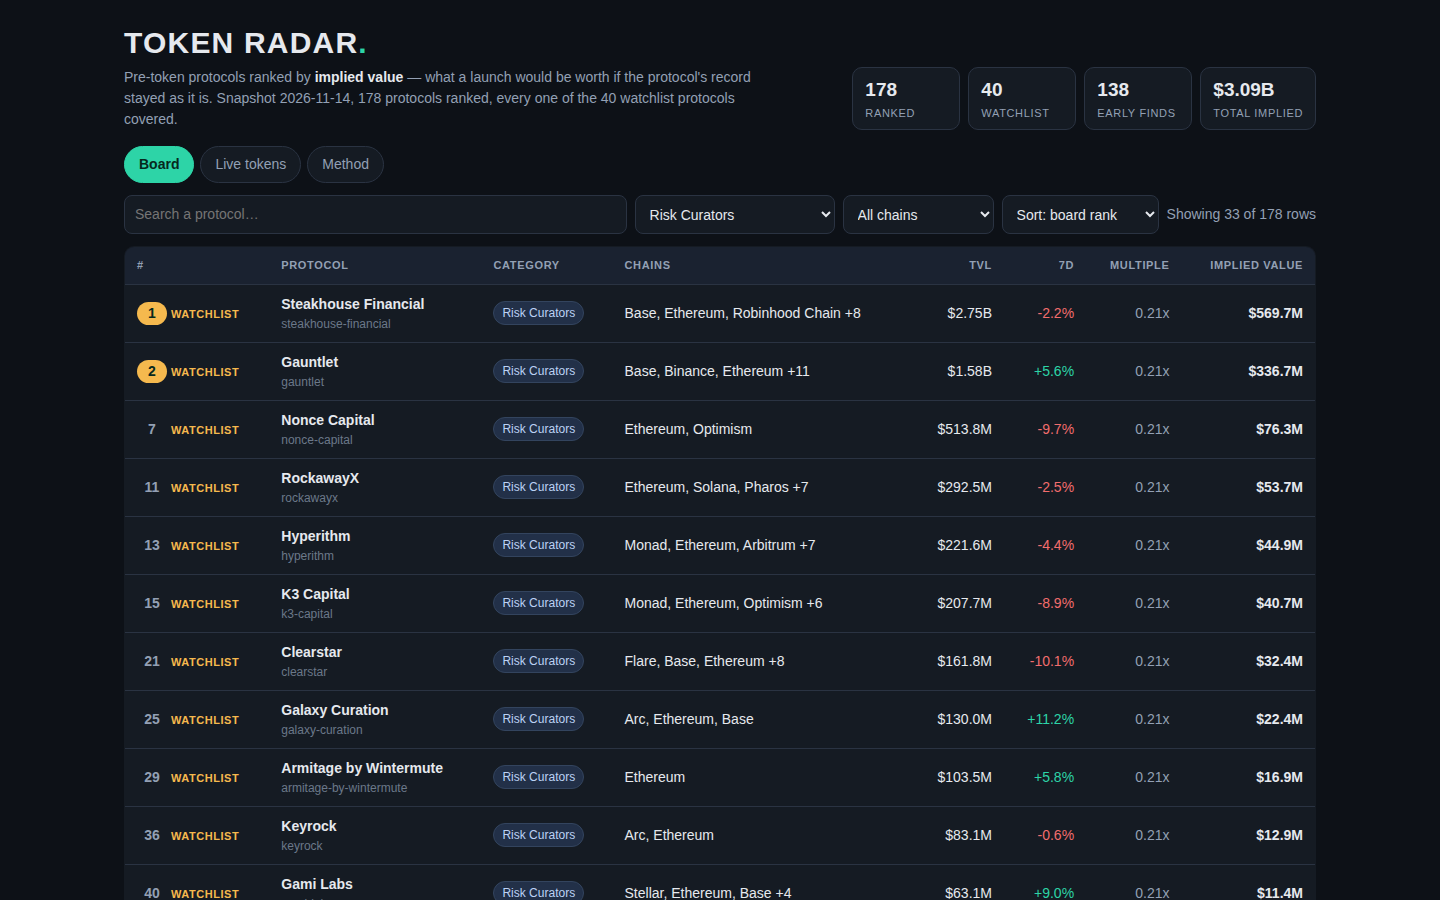 TOKEN RADAR.
Pre-token protocols ranked by implied value — what a launch would be worth if the protocol's record
stayed as it is. Snapshot 2026-11-14, 178 protocols ranked, every one of the 40 watchlist protocols
covered.
178 40 138 $3.09B
RANKED WATCHLIST EARLY FINDS TOTAL IMPLIED
Board Live tokens Method
Search a protocol… Risk Curators All chains Sort: board rank Showing 33 of 178 rows
# PROTOCOL CATEGORY CHAINS TVL 7D MULTIPLE IMPLIED VALUE
1 WATCHLIST Steakhouse Financial Risk Curators Base, Ethereum, Robinhood Chain +8 $2.75B -2.2% 0.21x $569.7M
steakhouse-financial
2 WATCHLIST Gauntlet Risk Curators Base, Binance, Ethereum +11 $1.58B +5.6% 0.21x $336.7M
gauntlet
7 WATCHLIST Nonce Capital Risk Curators Ethereum, Optimism $513.8M -9.7% 0.21x $76.3M
nonce-capital
11 WATCHLIST RockawayX Risk Curators Ethereum, Solana, Pharos +7 $292.5M -2.5% 0.21x $53.7M
rockawayx
13 WATCHLIST Hyperithm Risk Curators Monad, Ethereum, Arbitrum +7 $221.6M -4.4% 0.21x $44.9M
hyperithm
15 WATCHLIST K3 Capital Risk Curators Monad, Ethereum, Optimism +6 $207.7M -8.9% 0.21x $40.7M
k3-capital
21 WATCHLIST Clearstar Risk Curators Flare, Base, Ethereum +8 $161.8M -10.1% 0.21x $32.4M
clearstar
25 WATCHLIST Galaxy Curation Risk Curators Arc, Ethereum, Base $130.0M +11.2% 0.21x $22.4M
galaxy-curation
29 WATCHLIST Armitage by Wintermute Risk Curators Ethereum $103.5M +5.8% 0.21x $16.9M
armitage-by-wintermute
36 WATCHLIST Keyrock Risk Curators Arc, Ethereum $83.1M -0.6% 0.21x $12.9M
keyrock
40 WATCHLIST Gami Labs Risk Curators Stellar, Ethereum, Base +4 $63.1M +9.0% 0.21x $11.4M